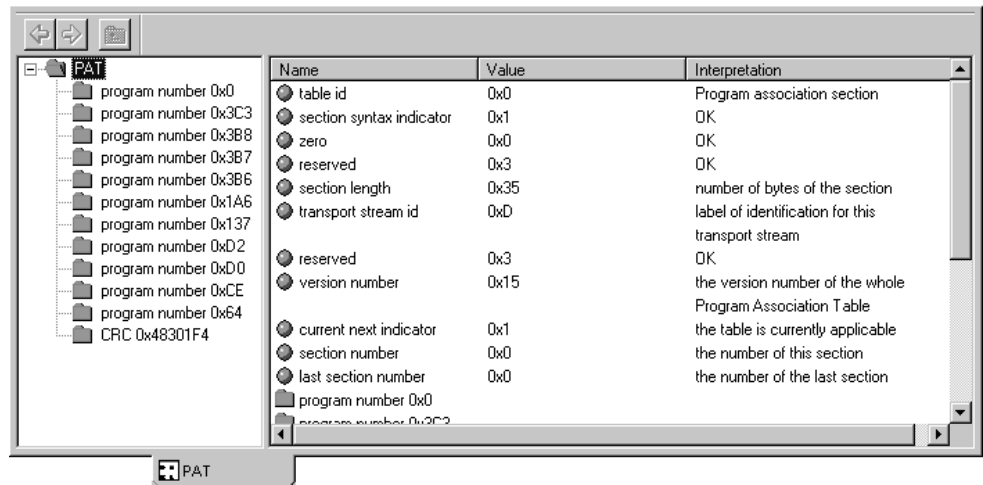 PAT
program number 0x0
program number 0x3C3
program number 0x3B8
program number 0x3B7
program number 0x3B6
program number 0x1A6
program number 0x137
program number 0xD2
program number 0xD0
program number 0xCE
program number 0x64
CRC 0x48301F4
Name Value Interpretation
table id 0x0 Program association section
section syntax indicator 0x1 OK
zero 0x0 OK
reserved 0x3 OK
section length 0x35 number of bytes of the section
transport stream id 0xD label of identification for this
transport stream
reserved 0x3 OK
version number 0x15 the version number of the whole
Program Association Table
current next indicator 0x1 the table is currently applicable
section number 0x0 the number of this section
last section number 0x0 the number of the last section
program number 0x0
program number 0x3C3
PAT